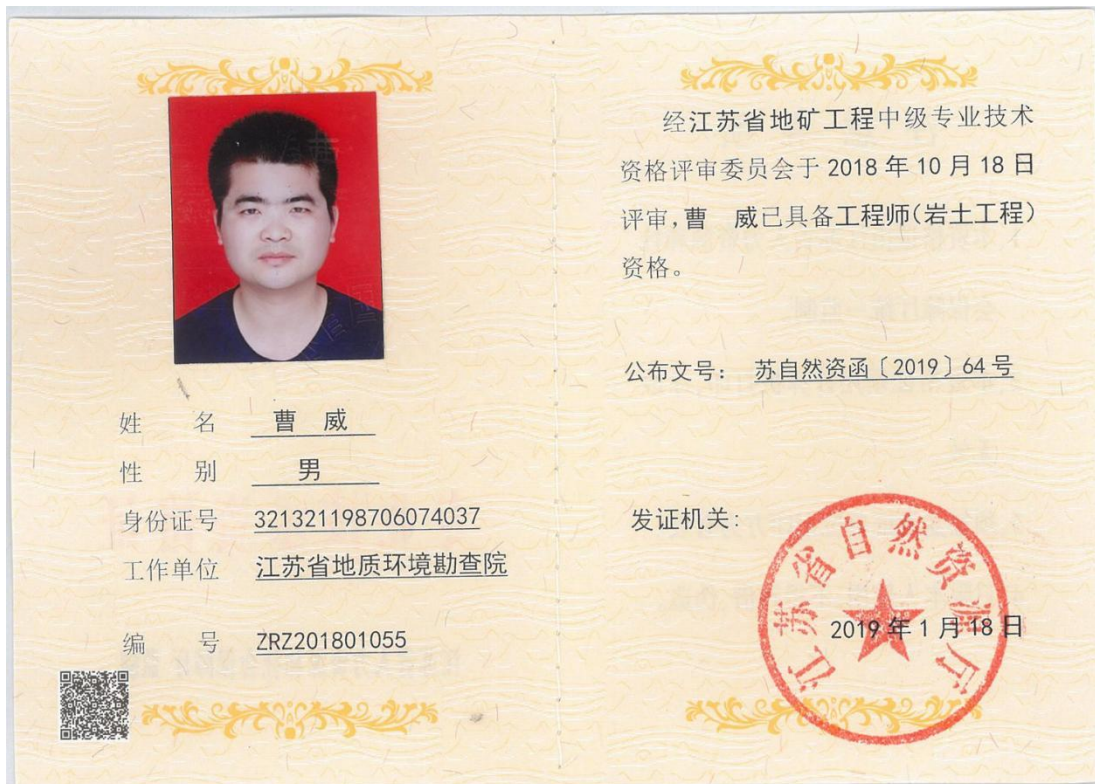 姓 名 曹 威
性 别 男
身份证号 321321198706074037
工作单位 江苏省地质环境勘查院
编 号 ZRZ201801055
经江苏省地矿工程中级专业技术
资格评审委员会于 2018 年 10 月 18 日
评审,曹 威已具备工程师(岩土工程)
资格。
公布文号: 苏自然资函〔2019〕64 号
发证机关:
江苏省自然资源厅
2019 年 1 月 18 日